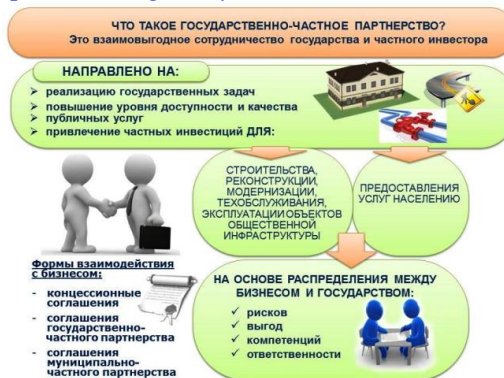 ЧТО ТАКОЕ ГОСУДАРСТВЕННО-ЧАСТНОЕ ПАРТНЕРСТВО?
Это взаимовыгодное сотрудничество государства и частного инвестора
НАПРАВЛЕНО НА:
➢ реализацию государственных задач
➢ повышение уровня доступности и качества
➢ публичных услуг
➢ привлечение частных инвестиций ДЛЯ:
СТРОИТЕЛЬСТВА,
РЕКОНСТРУКЦИИ,
МОДЕРНИЗАЦИИ,
ТЕХОБСЛУЖИВАНИЯ,
ЭКСПЛУАТАЦИИ ОБЪЕКТОВ
ОБЩЕСТВЕННОЙ
ИНФРАСТРУКТУРЫ
ПРЕДОСТАВЛЕНИЯ
УСЛУГ НАСЕЛЕНИЮ
Формы взаимодействия
с бизнесом:
- концессионные
соглашения
- соглашения
государственно-
частного партнерства
- соглашения
муниципально-
частного партнерства
НА ОСНОВЕ РАСПРЕДЕЛЕНИЯ МЕЖДУ
БИЗНЕСОМ И ГОСУДАРСТВОМ:
✓ рисков
✓ выгод
✓ компетенций
✓ ответственности